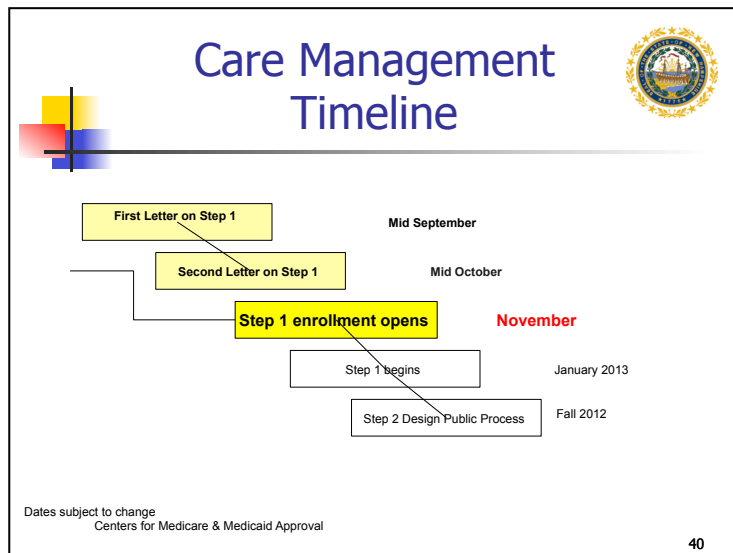 Care Management
Timeline
First Letter on Step 1
Mid September
Second Letter on Step 1
Mid October
Step 1 enrollment opens
November
Step 1 begins
January 2013
Step 2 Design Public Process
Fall 2012
Dates subject to change
Centers for Medicare & Medicaid Approval
40